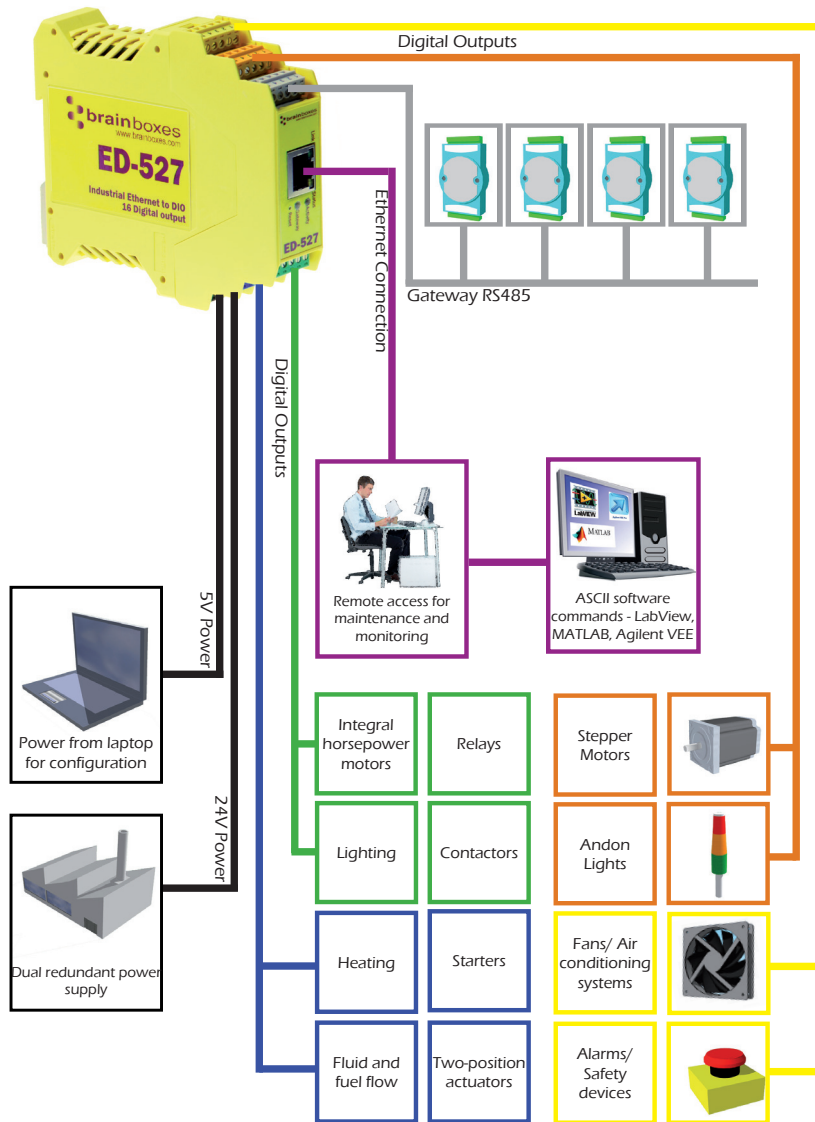 Digital Outputs
brainboxes
www.brainboxes.com
ED-527
Industrial Ethernet to DIO
16 Digital output
brainboxes
ED-527
Ethernet Connection
Gateway RS485
Digital Outputs
5V Power
24V Power
LabVIEW
MATLAB
Remote access for
maintenance and
monitoring
ASCII software
commands - LabView,
MATLAB, Agilent VEE
Power from laptop
for configuration
Dual redundant power
supply
Integral
horsepower
motors
Relays
Stepper
Motors
Lighting
Contactors
Andon
Lights
Heating
Starters
Fans/ Air
conditioning
systems
Fluid and
fuel flow
Two-position
actuators
Alarms/
Safety
devices